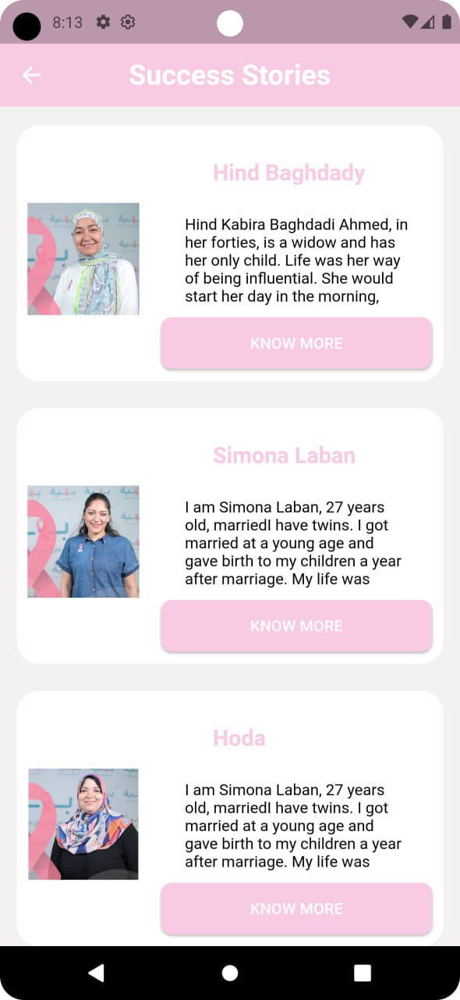 8:13
Success Stories
Hind Baghdady
Hind Kabira Baghdadi Ahmed, in
her forties, is a widow and has
her only child. Life was her way
of being influential. She would
start her day in the morning,
KNOW MORE
Simona Laban
I am Simona Laban, 27 years
old, marriedI have twins. I got
married at a young age and
gave birth to my children a year
after marriage. My life was
KNOW MORE
Hoda
I am Simona Laban, 27 years
old, marriedI have twins. I got
married at a young age and
gave birth to my children a year
after marriage. My life was
KNOW MORE